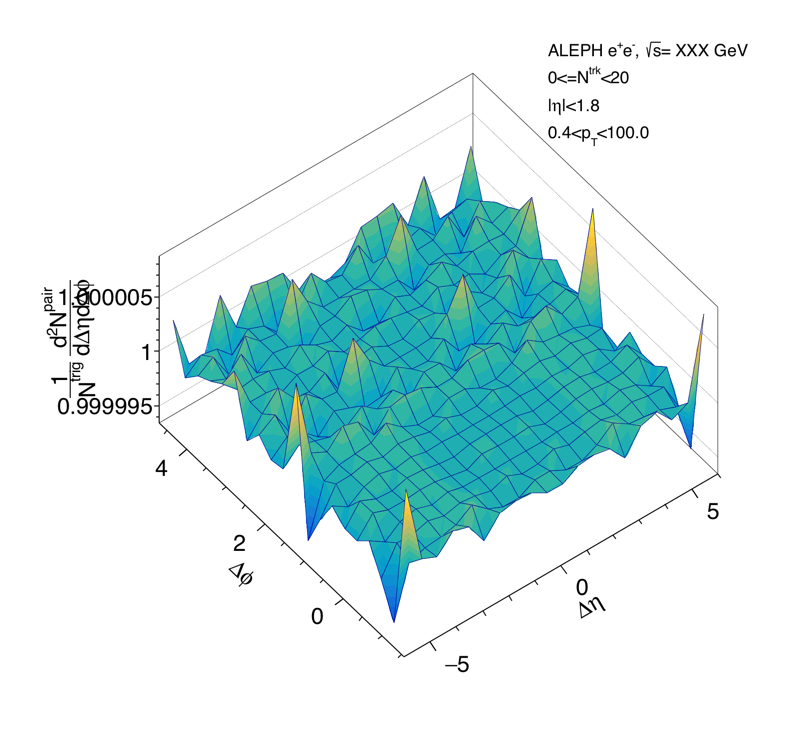 ALEPH e+e-, √s= XXX GeV
0<=Ntrk<20
|η|<1.8
0.4<pT<100.0
1 d2Npair
Ntrig dΔηdΔφ
1.000005
1
0.999995
4
2
0
Δφ
5
0
−5
Δη